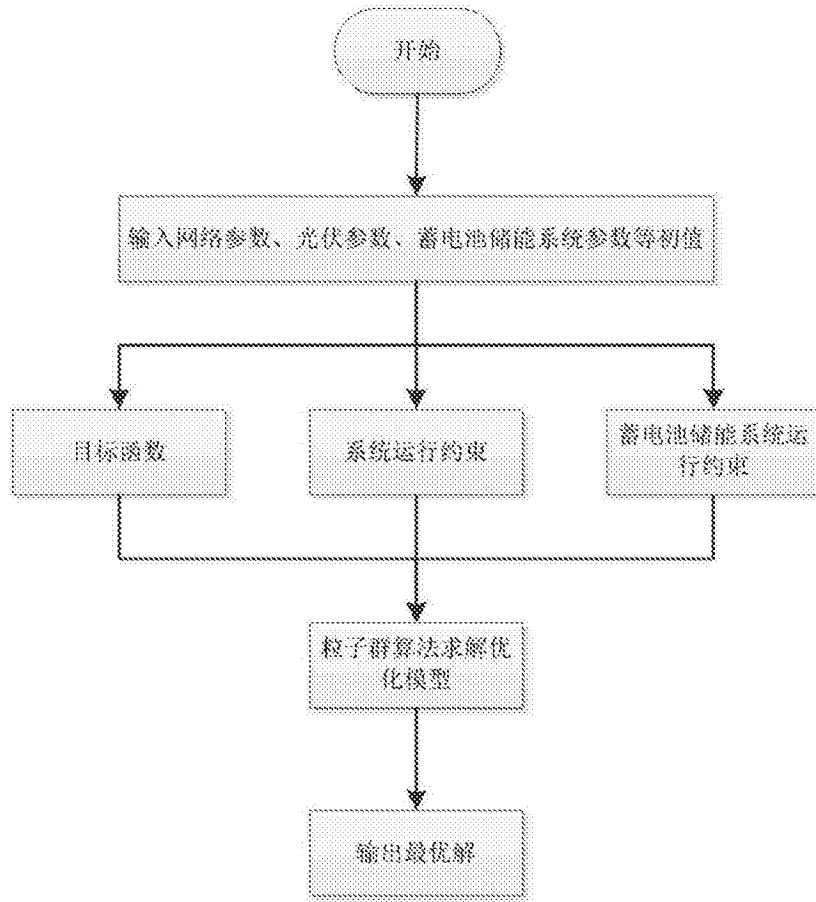 开始
输入网络参数、光伏参数、蓄电池储能系统参数等初值
目标函数
系统运行约束
蓄电池储能系统运
行约束
粒子群算法求解优
化模型
输出最优解